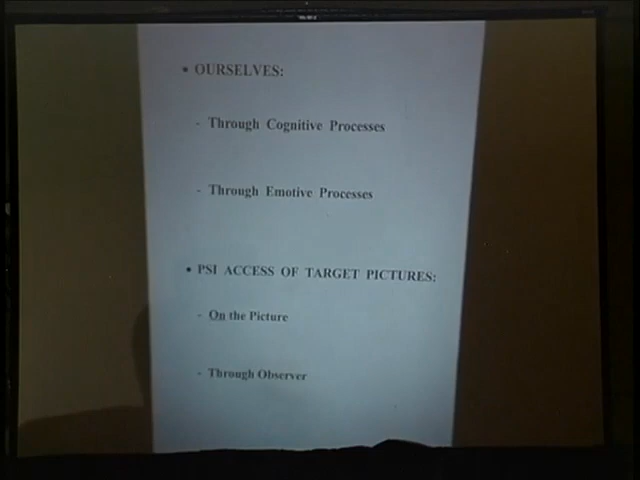 • OURSELVES:
- Through Cognitive Processes
- Through Emotive Processes
• PSI ACCESS OF TARGET PICTURES:
- On the Picture
- Through Observer